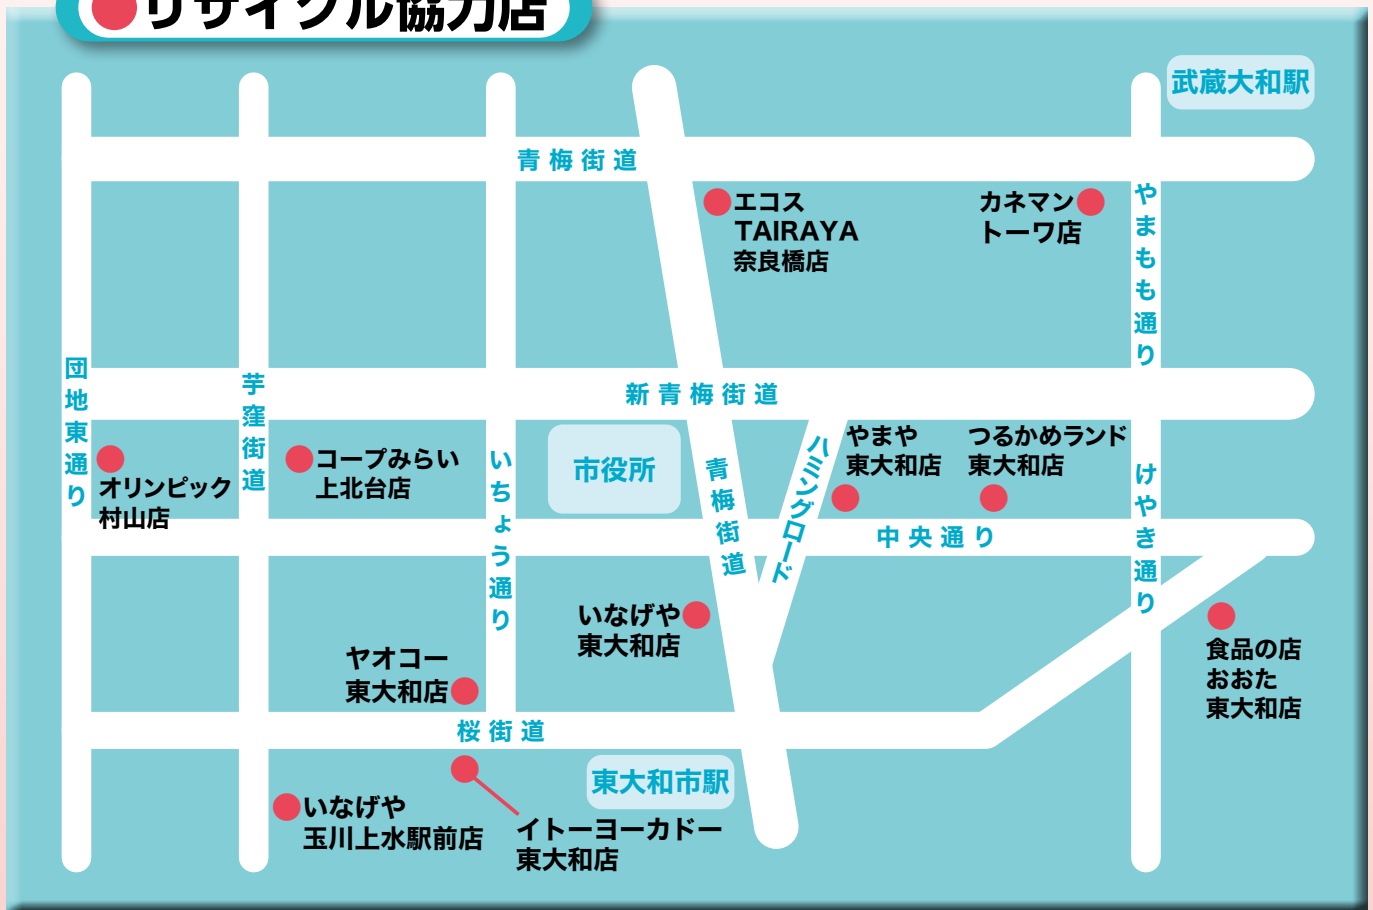 リサイクル協力店
武蔵大和駅
青梅街道
エコス
TAIRAYA
奈良橋店
カネマン
トーワ店
やまもも通り
団地東通り
芋窪街道
新青梅街道
オリンピック
村山店
コープみらい
上北台店
いちょう通り
市役所
青梅街道
ハミングロード
やまや
東大和店
つるかめランド
東大和店
けやき通り
中央通り
いなげや
東大和店
ヤオコー
東大和店
食品の店
おおた
東大和店
桜街道
東大和市駅
いなげや
玉川上水駅前店
イトーヨーカドー
東大和店